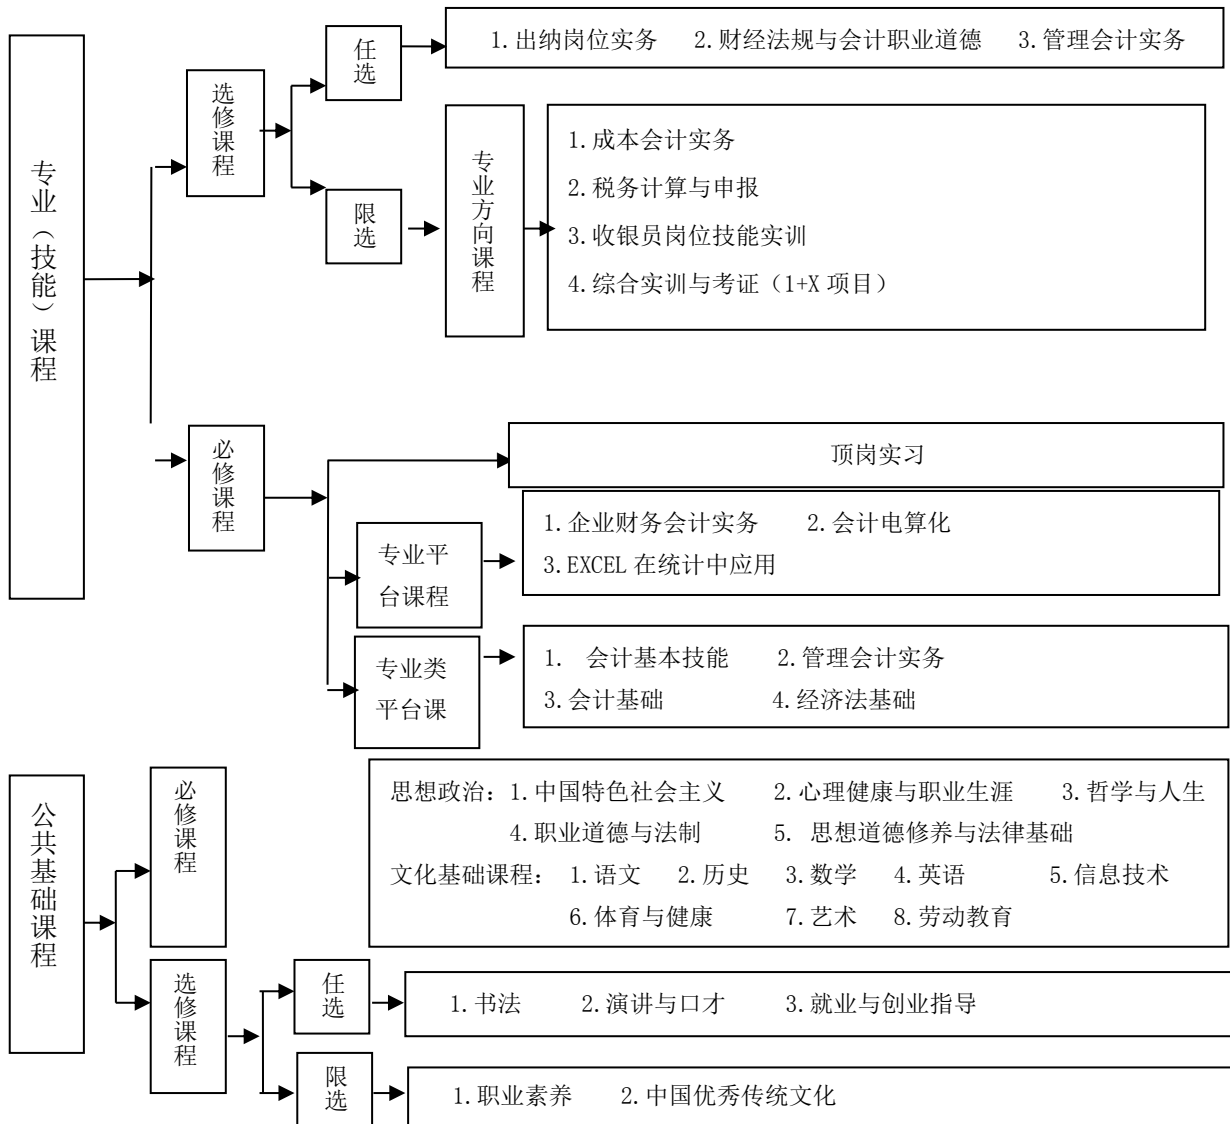 专业（技能）课程
选修课程
任选
1.出纳岗位实务 2.财经法规与会计职业道德 3.管理会计实务
限选
专业方向课程
1.成本会计实务
2.税务计算与申报
3.收银员岗位技能实训
4.综合实训与考证（1+X 项目）
必修课程
顶岗实习
专业平
台课程
1.企业财务会计实务 2.会计电算化
3.EXCEL 在统计中应用
专业类
平台课
1. 会计基本技能 2.管理会计实务
3.会计基础 4.经济法基础
公共基础课程
必修课程
思想政治：1.中国特色社会主义 2.心理健康与职业生涯 3.哲学与人生
4.职业道德与法制 5. 思想道德修养与法律基础
文化基础课程： 1.语文 2.历史 3.数学 4.英语 5.信息技术
6.体育与健康 7.艺术 8.劳动教育
选修课程
任选
1.书法 2.演讲与口才 3.就业与创业指导
限选
1.职业素养 2.中国优秀传统文化